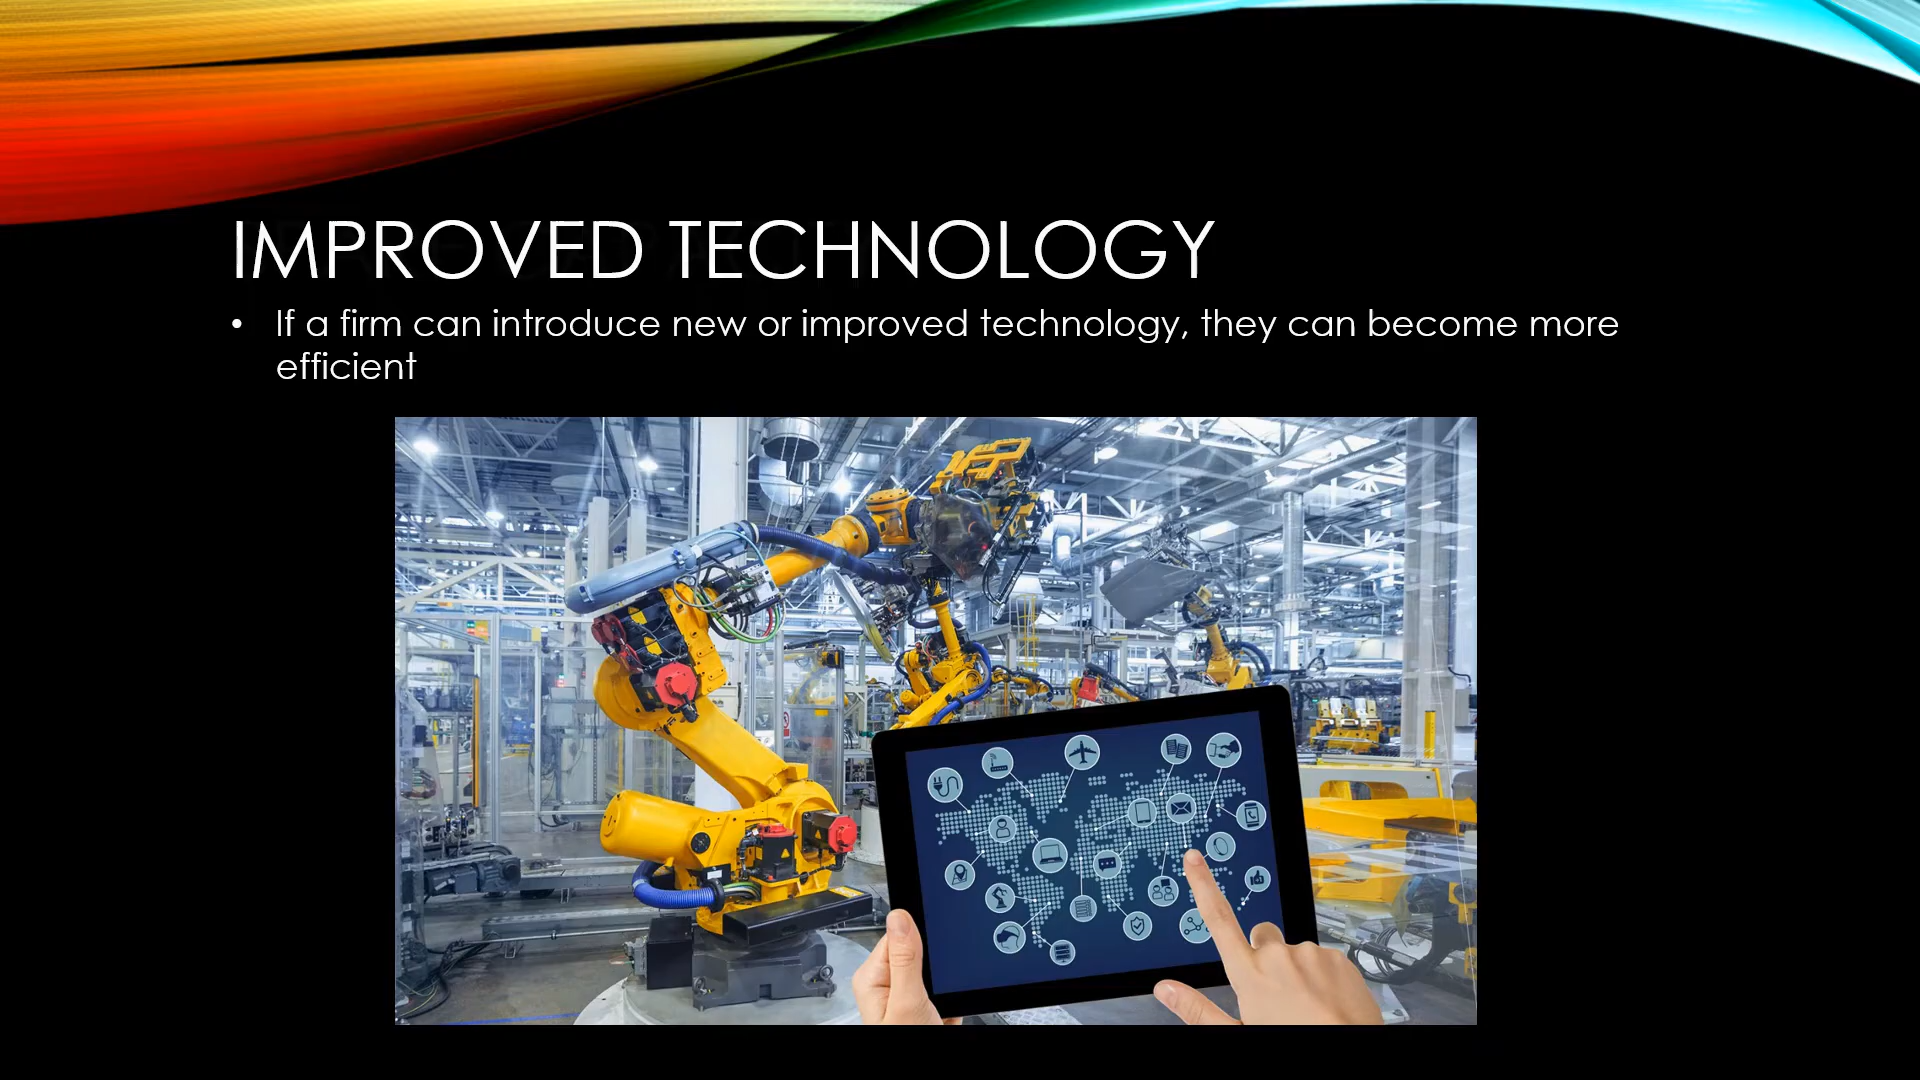 IMPROVED TECHNOLOGY
• If a firm can introduce new or improved technology, they can become more
efficient